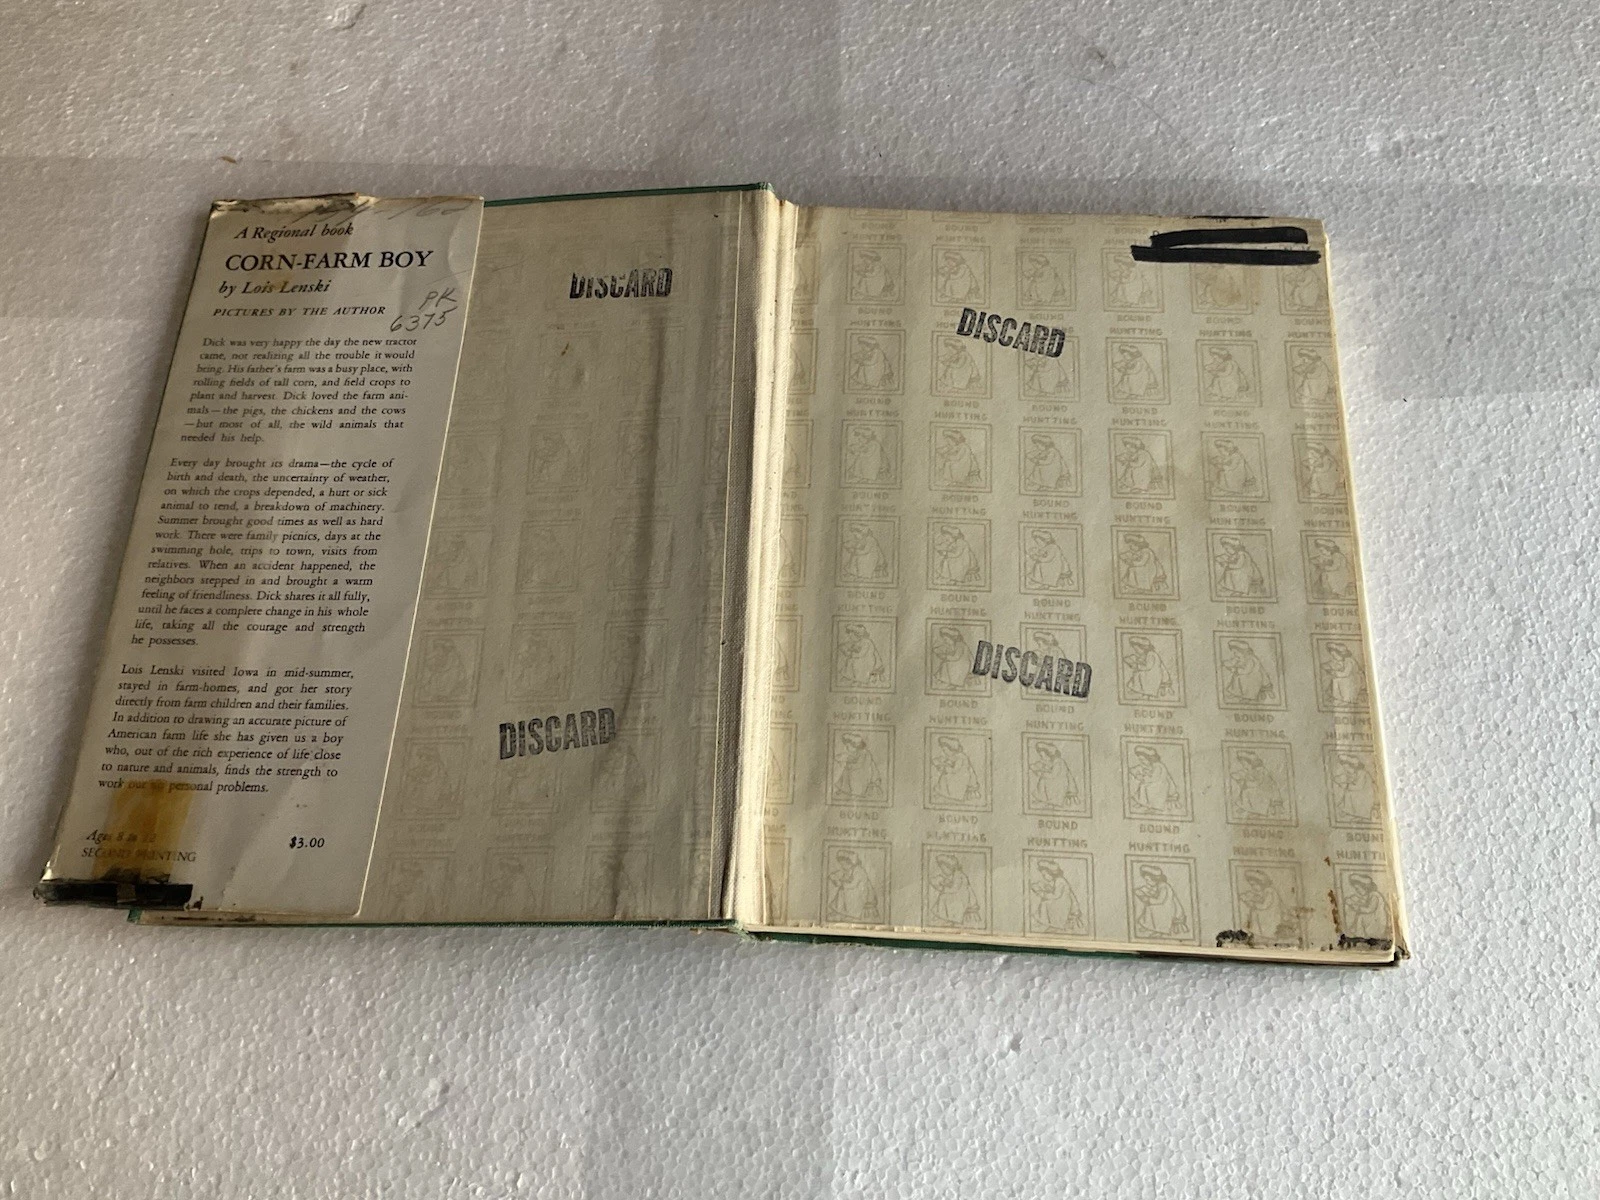 A Regional book
CORN-FARM BOY
by Lois Lenski
PICTURES BY THE AUTHOR
PK
6375
Dick was very happy the day the new tractor
came, not realizing all the trouble it would
bring. His father's farm was a busy place, with
rolling fields of tall corn, and field crops to
plant and harvest. Dick loved the farm ani-
mals—the pigs, the chickens and the cows
—but most of all, the wild animals that
needed his help.
Every day brought its drama—the cycle of
birth and death, the uncertainty of weather,
on which the crops depended, a hurt or sick
animal to tend, a breakdown of machinery.
Summer brought good times as well as hard
work. There were family picnics, days at the
swimming hole, trips to town, visits from
relatives. When an accident happened, the
neighbors stepped in and brought a warm
feeling of friendliness. Dick shares it all fully,
until he faces a complete change in his whole
life, taking all the courage and strength
he possesses.
Lois Lenski visited Iowa in mid-summer,
stayed in farm-homes, and got her story
directly from farm children and their families.
In addition to drawing an accurate picture of
American farm life she has given us a boy
who, out of the rich experience of life close
to nature and animals, finds the strength to
work out his personal problems.
Ages 8 to 12
SECOND PRINTING
$3.00
DISCARD
DISCARD
DISCARD
DISCARD
HUNTTING
BOUND